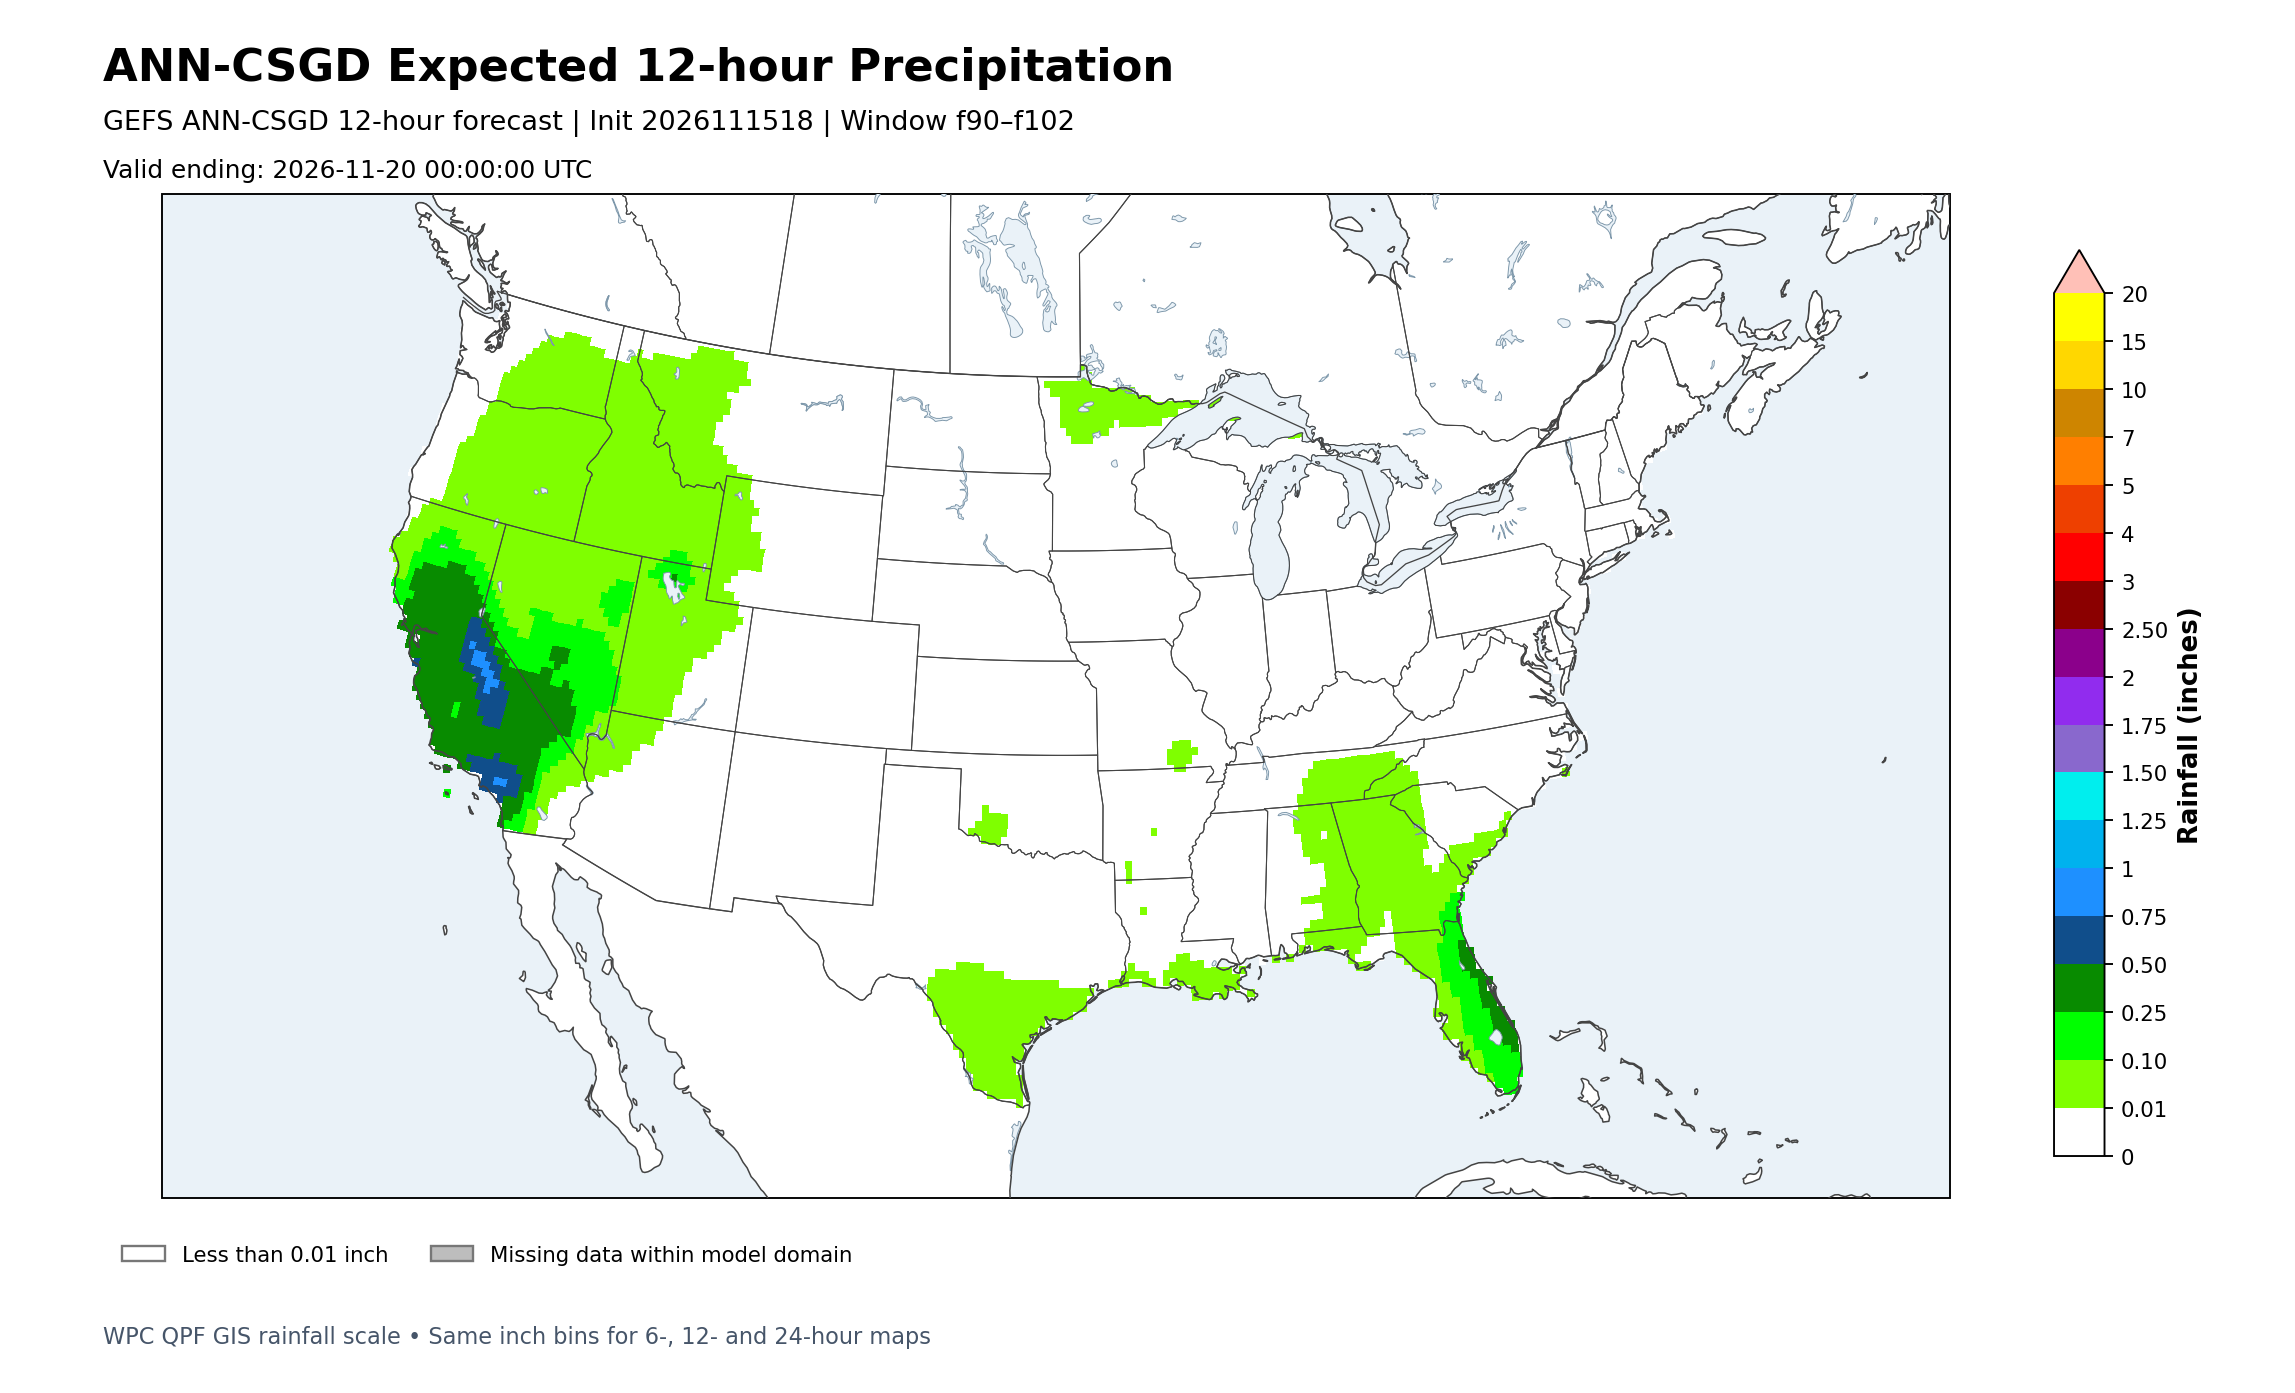 ANN-CSGD Expected 12-hour Precipitation
GEFS ANN-CSGD 12-hour forecast | Init 2026111518 | Window f90–f102
Valid ending: 2026-11-20 00:00:00 UTC
20
15
10
7
5
4
3
2.50
2
1.75
1.50
1.25
1
0.75
0.50
0.25
0.10
0.01
0
Rainfall (inches)
Less than 0.01 inch
Missing data within model domain
WPC QPF GIS rainfall scale • Same inch bins for 6-, 12- and 24-hour maps